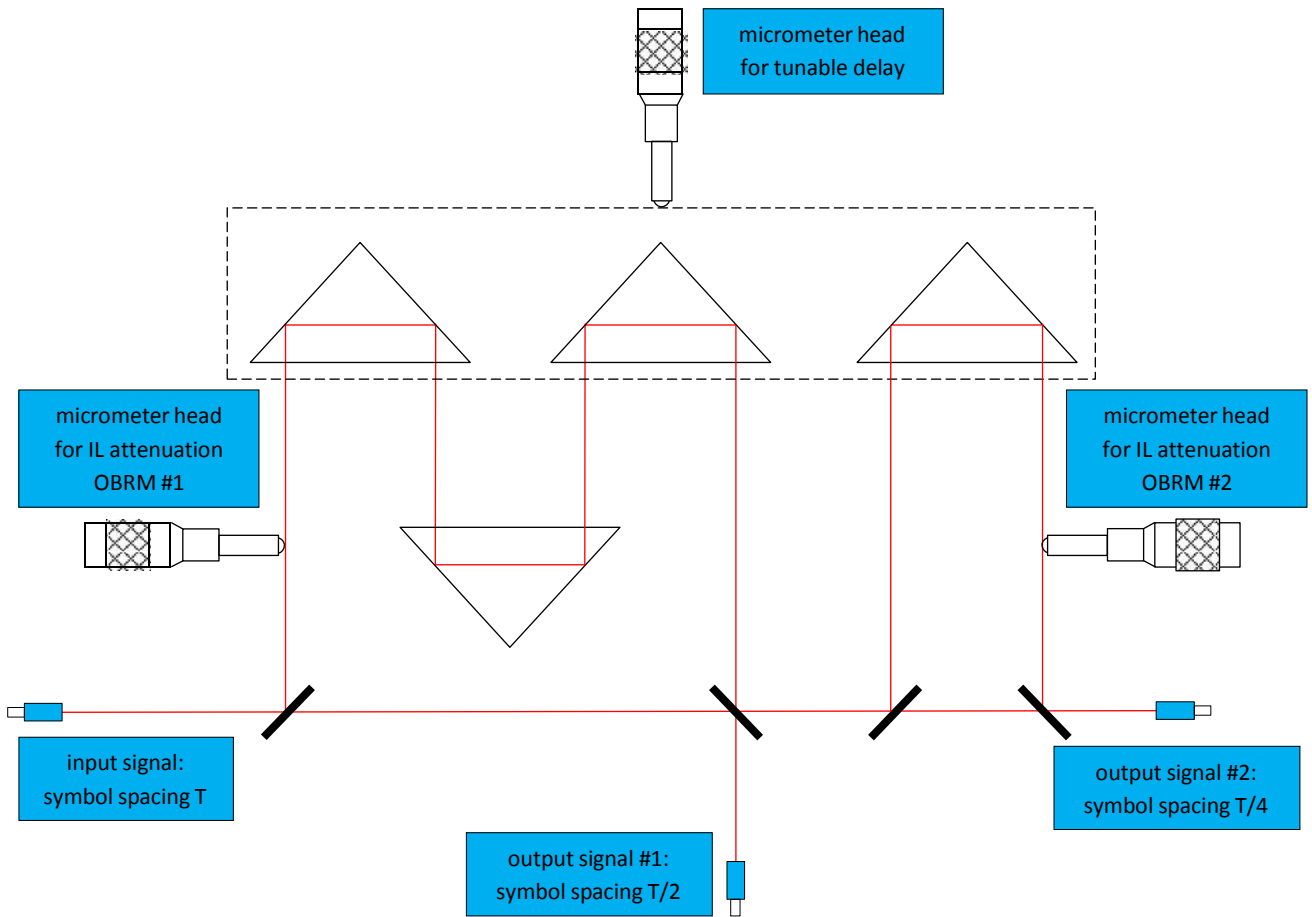 micrometer head
for tunable delay
micrometer head
for IL attenuation
OBRM #1
micrometer head
for IL attenuation
OBRM #2
input signal:
symbol spacing T
output signal #2:
symbol spacing T/4
output signal #1:
symbol spacing T/2